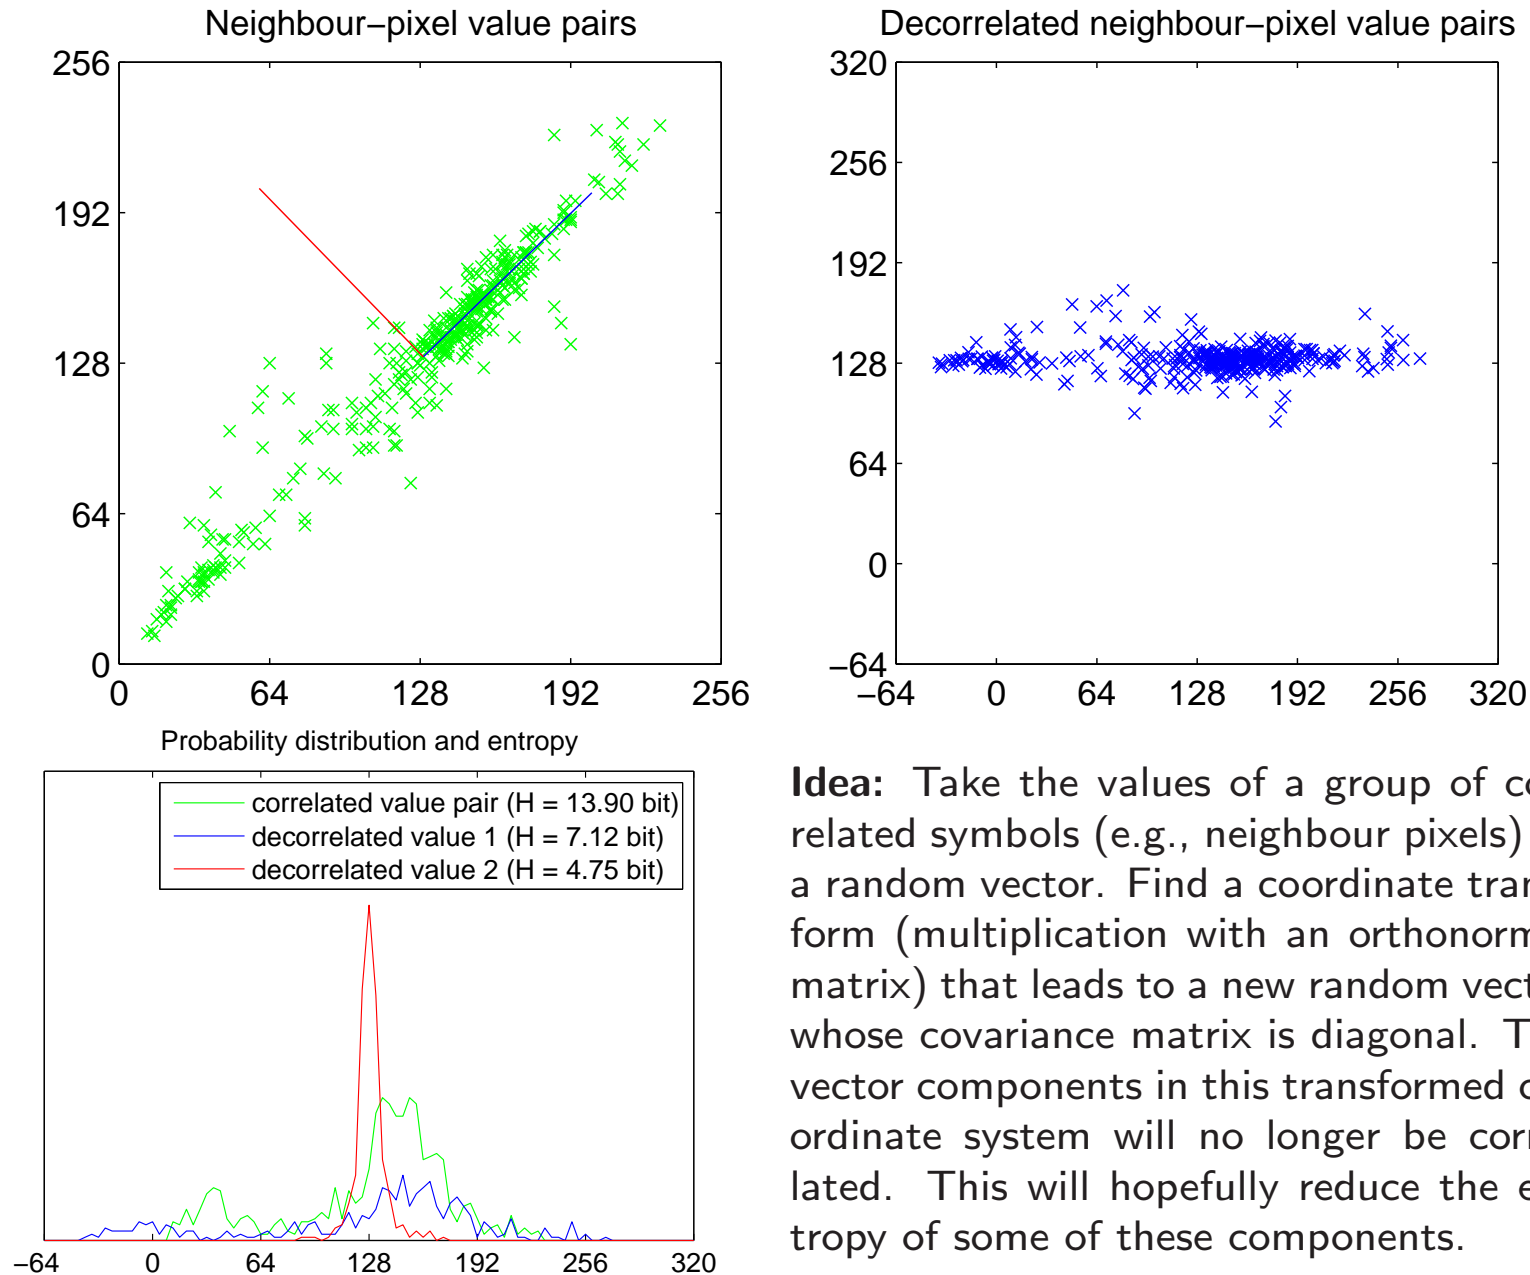 Neighbour−pixel value pairs
256
192
128
64
0
0 64 128 192 256
Decorrelated neighbour−pixel value pairs
320
256
192
128
64
0
−64
−64 0 64 128 192 256 320
Probability distribution and entropy
correlated value pair (H = 13.90 bit)
decorrelated value 1 (H = 7.12 bit)
decorrelated value 2 (H = 4.75 bit)
−64 0 64 128 192 256 320
Idea: Take the values of a group of co
related symbols (e.g., neighbour pixels)
a random vector. Find a coordinate tran
form (multiplication with an orthonorm
matrix) that leads to a new random vect
whose covariance matrix is diagonal. T
vector components in this transformed c
ordinate system will no longer be corr
lated. This will hopefully reduce the e
tropy of some of these components.